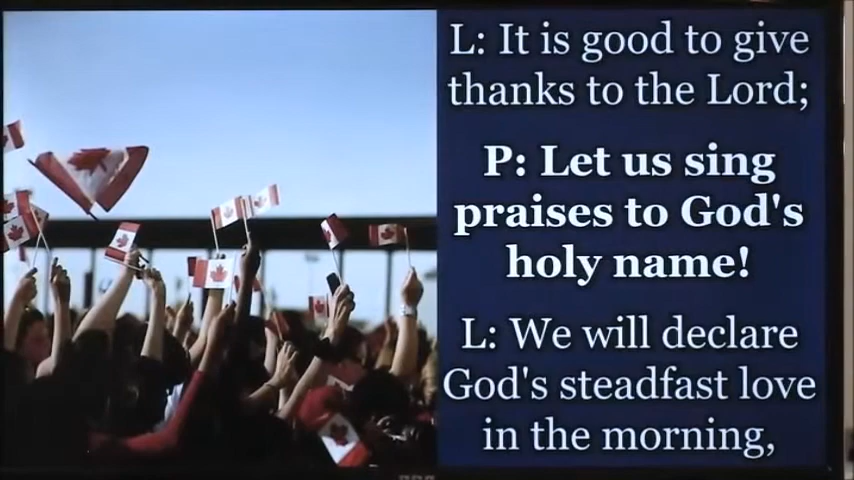 L: It is good to give
thanks to the Lord;
P: Let us sing
praises to God's
holy name!
L: We will declare
God's steadfast love
in the morning,